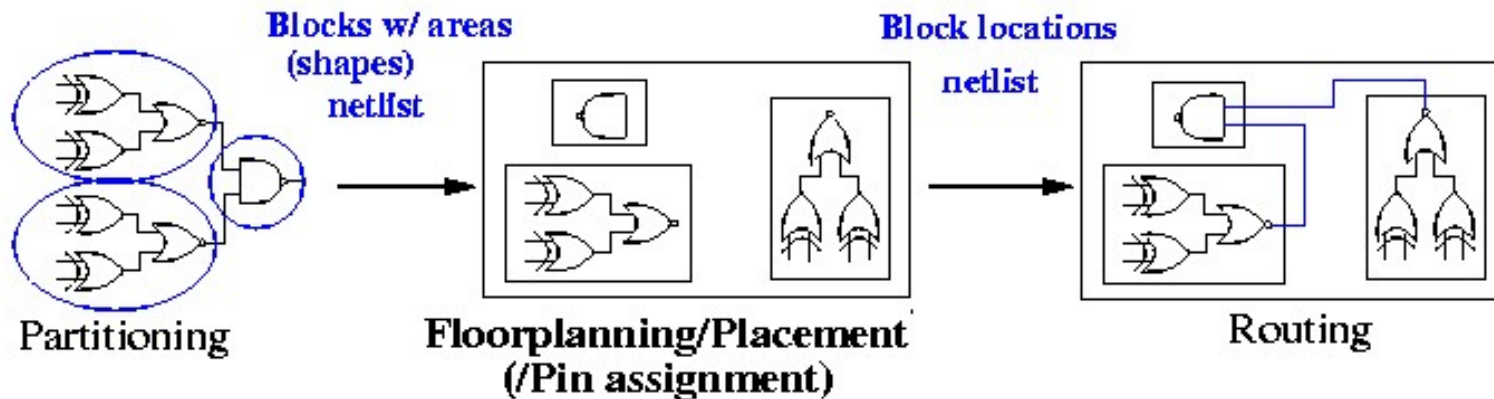 Blocks w/ areas
(shapes)
netlist
Block locations
netlist
Partitioning
Floorplanning/Placement
(/Pin assignment)
Routing